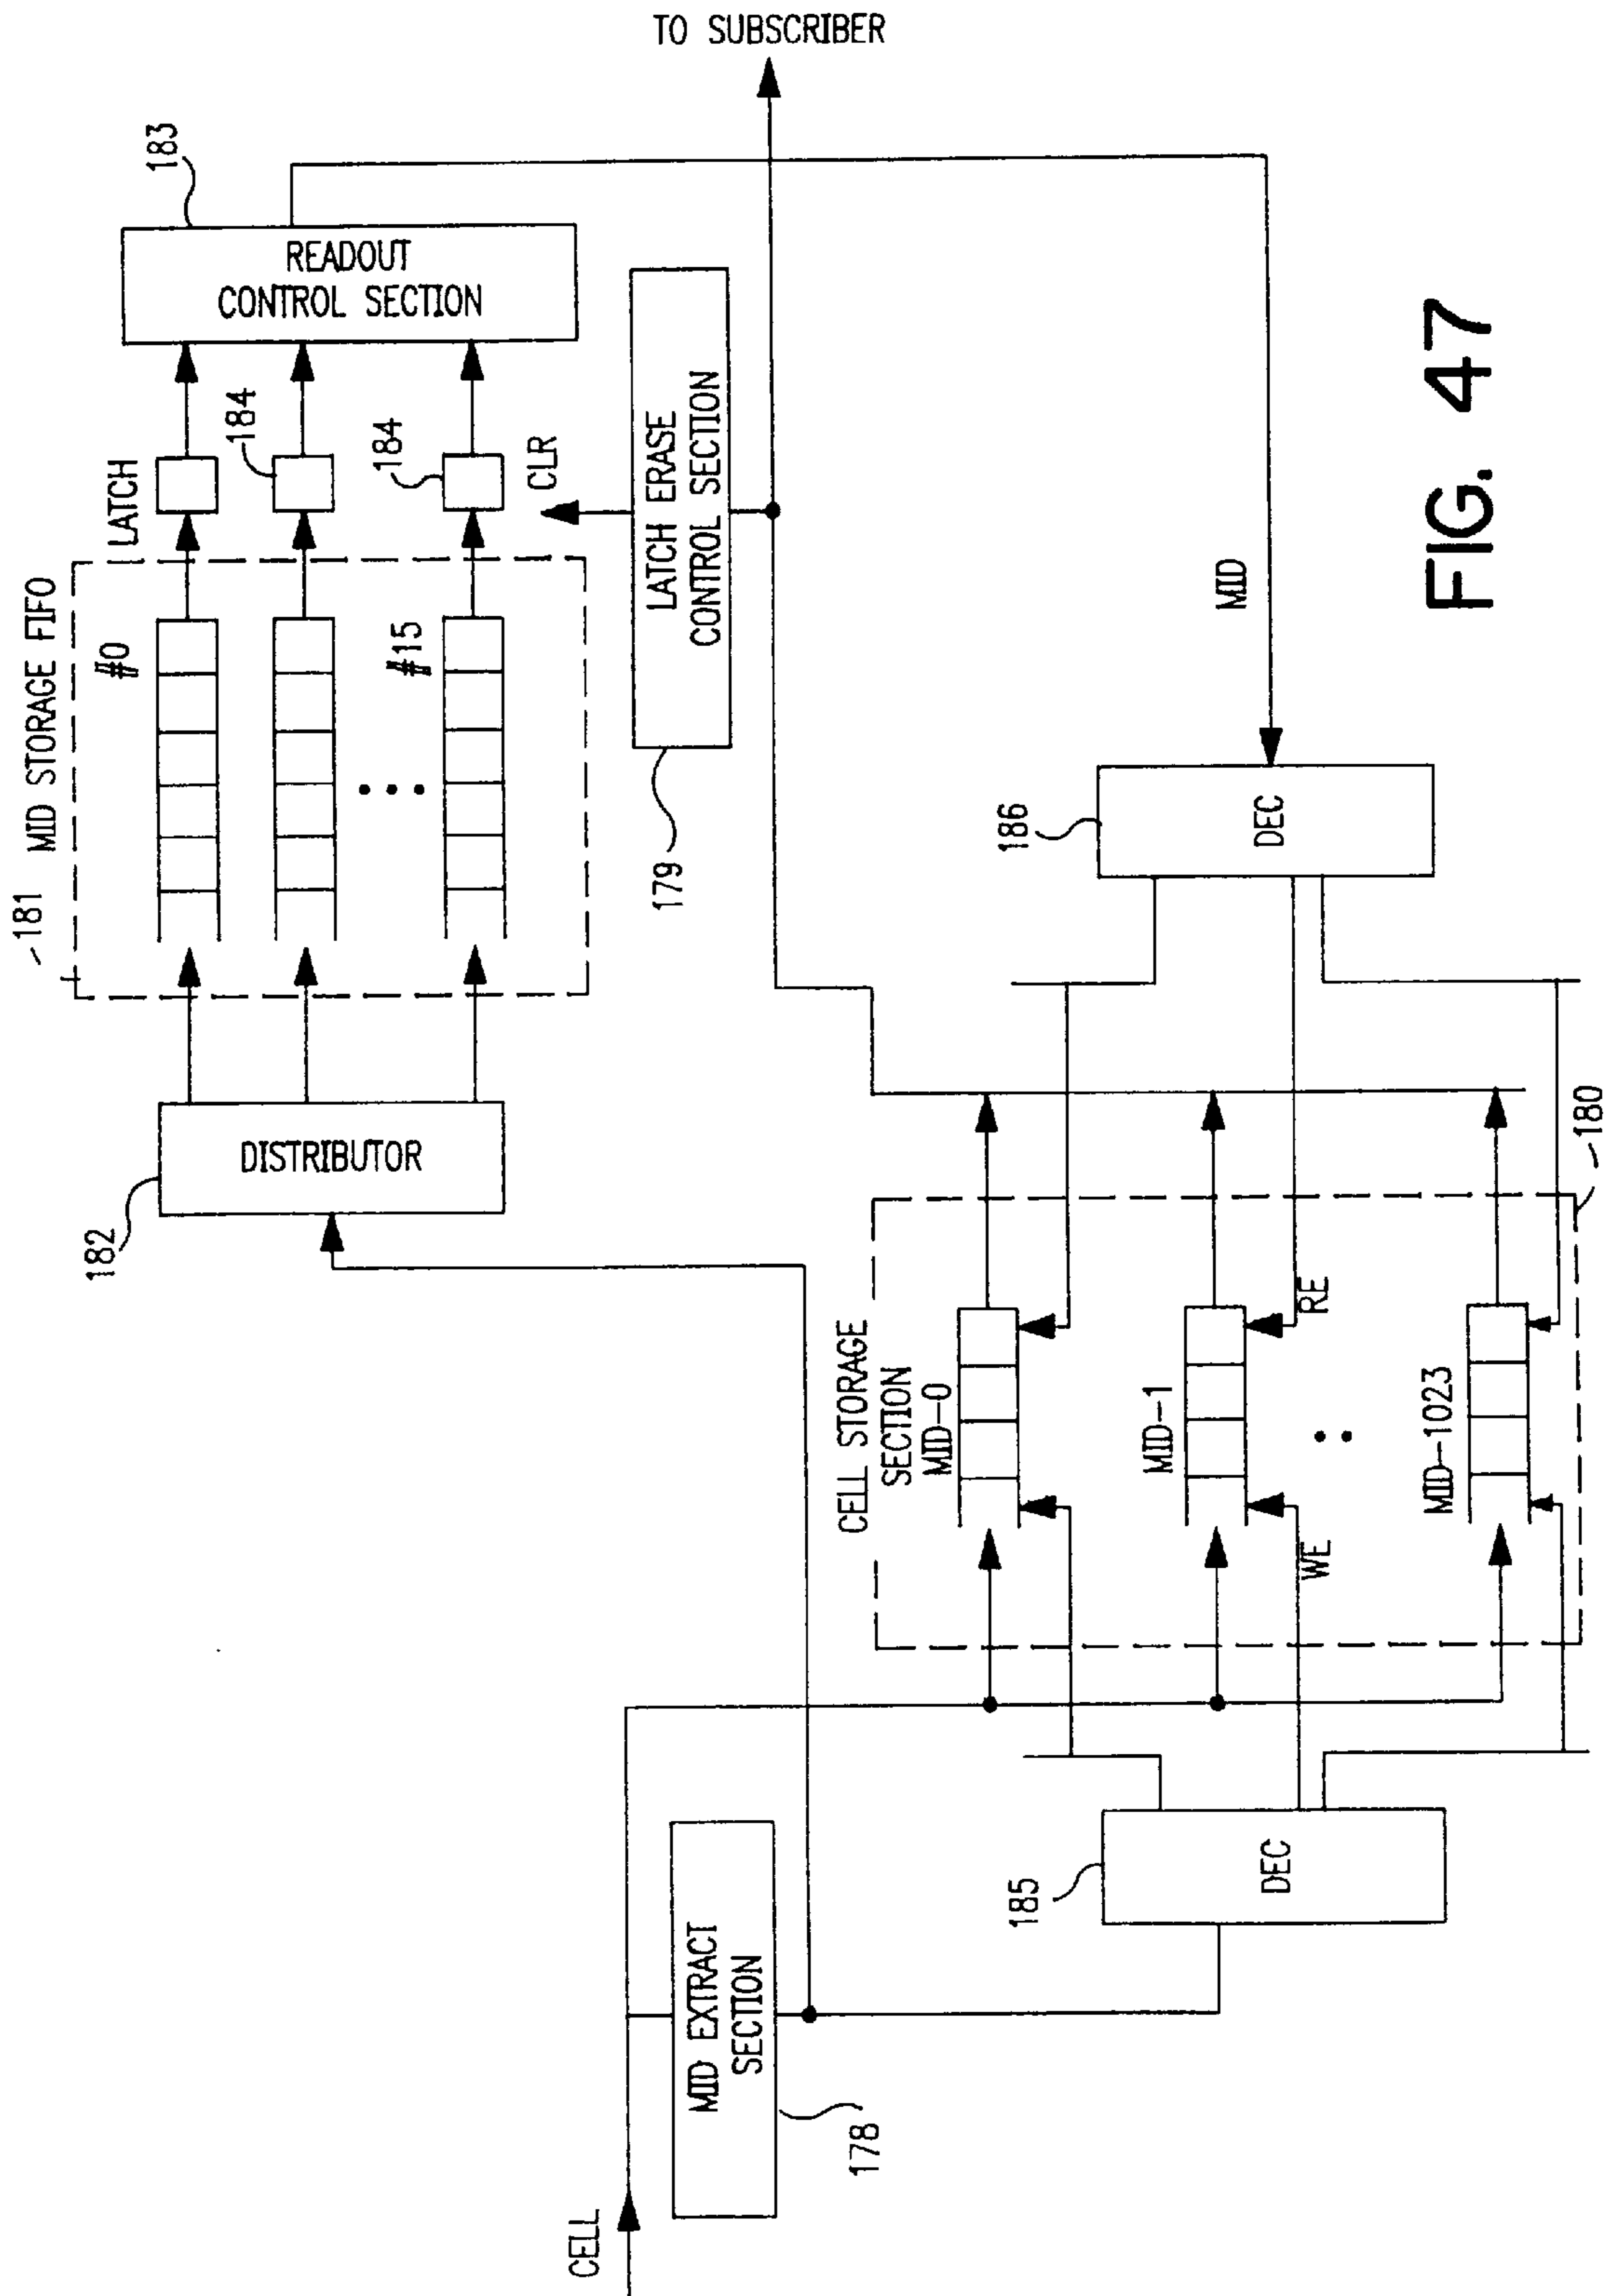 TO SUBSCRIBER
183
READOUT
CONTROL SECTION
LATCH
184
184
CLR
181 MID STORAGE FIFO
#0
#15
LATCH ERASE
CONTROL SECTION
179
182
DISTRIBUTOR
MID
186
DEC
CELL STORAGE
SECTION
MID-0
MID-1
MID-1023
RE
WE
180
185
DEC
MID EXTRACT
SECTION
178
CELL
FIG. 47